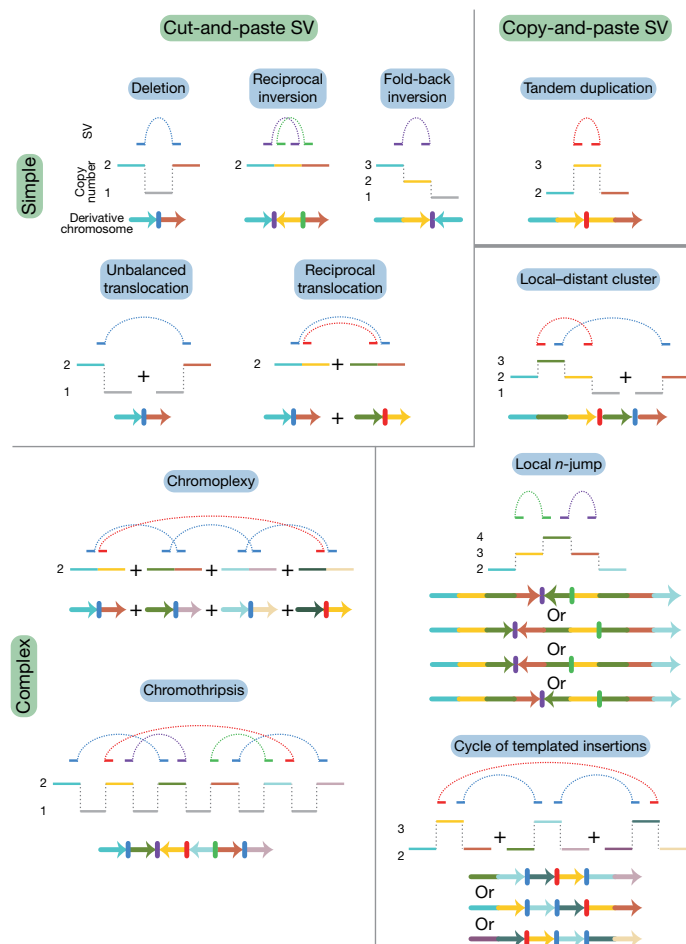 Cut-and-paste SV
Copy-and-paste SV
Simple
Deletion
Reciprocal
inversion
Fold-back
inversion
Tandem duplication
SV
Copy
number
2
1
2
3
2
1
3
2
Derivative
chromosome
Unbalanced
translocation
Reciprocal
translocation
Local–distant cluster
2
1
+
2
+
+
3
2
1
+
Complex
Chromoplexy
2
+
+
+
+
+
+
Local n-jump
4
3
2
Or
Or
Or
Chromothripsis
2
1
Cycle of templated insertions
3
2
+
+
Or
Or